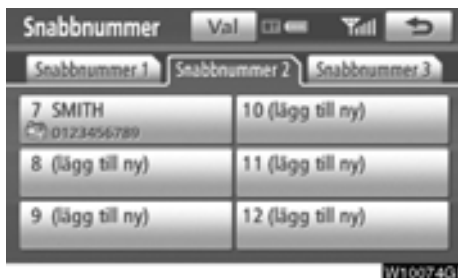 Snabbnummer Val
Snabbnummer 1 Snabbnummer 2 Snabbnummer 3
7 SMITH
0123456789
10 (lägg till ny)
8 (lägg till ny)
11 (lägg till ny)
9 (lägg till ny)
12 (lägg till ny)
W10074G